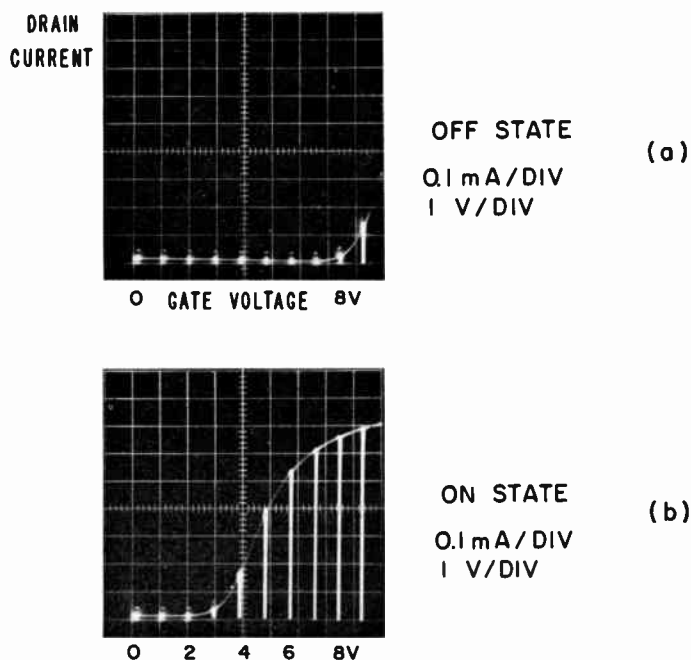 DRAIN
CURRENT
OFF STATE
(a)
0.1 mA/DIV
1 V/DIV
0 GATE VOLTAGE 8V
ON STATE
(b)
0.1 mA/DIV
1 V/DIV
0 2 4 6 8V